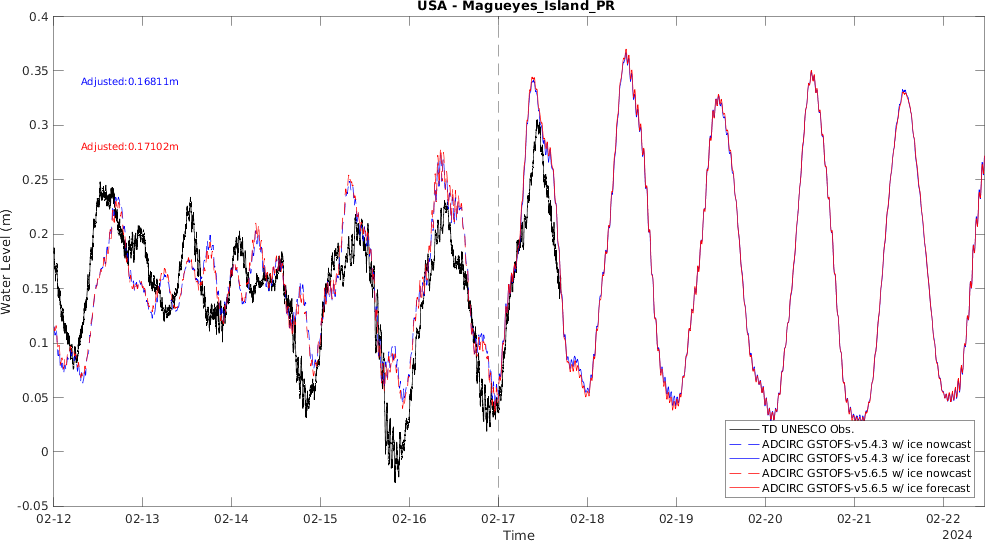 USA - Magueyes_Island_PR
0.4
0.35
0.3
0.25
0.2
0.15
0.1
0.05
0
-0.05
Water Level (m)
Adjusted:0.16811m
Adjusted:0.17102m
TD UNESCO Obs.
ADCIRC GSTOFS-v5.4.3 w/ ice nowcast
ADCIRC GSTOFS-v5.4.3 w/ ice forecast
ADCIRC GSTOFS-v5.6.5 w/ ice nowcast
ADCIRC GSTOFS-v5.6.5 w/ ice forecast
02-12 02-13 02-14 02-15 02-16 02-17 02-18 02-19 02-20 02-21 02-22
Time
2024